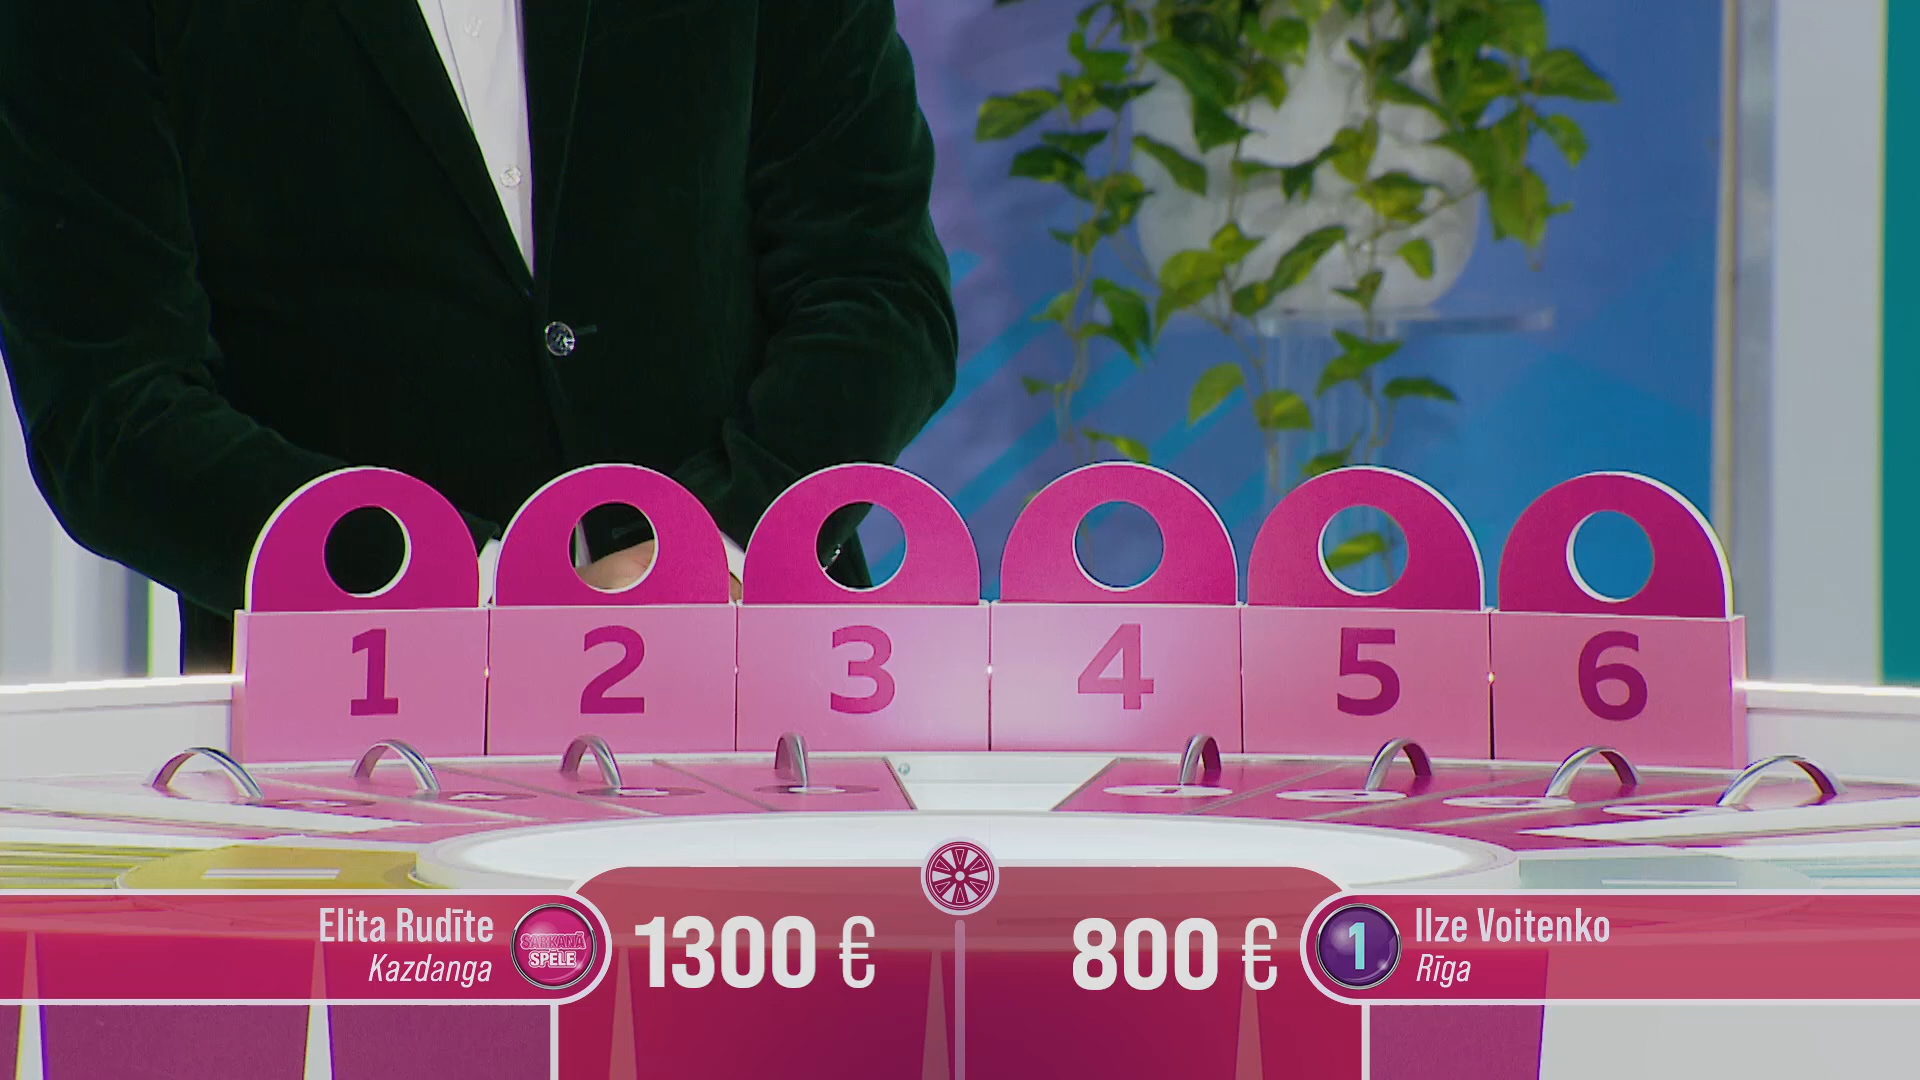 1 2 3 4 5 6
Elita Rudīte
Kazdanga
SARKANĀ
SPĒLE
1300 €
800 €
1
Ilze Voitenko
Rīga